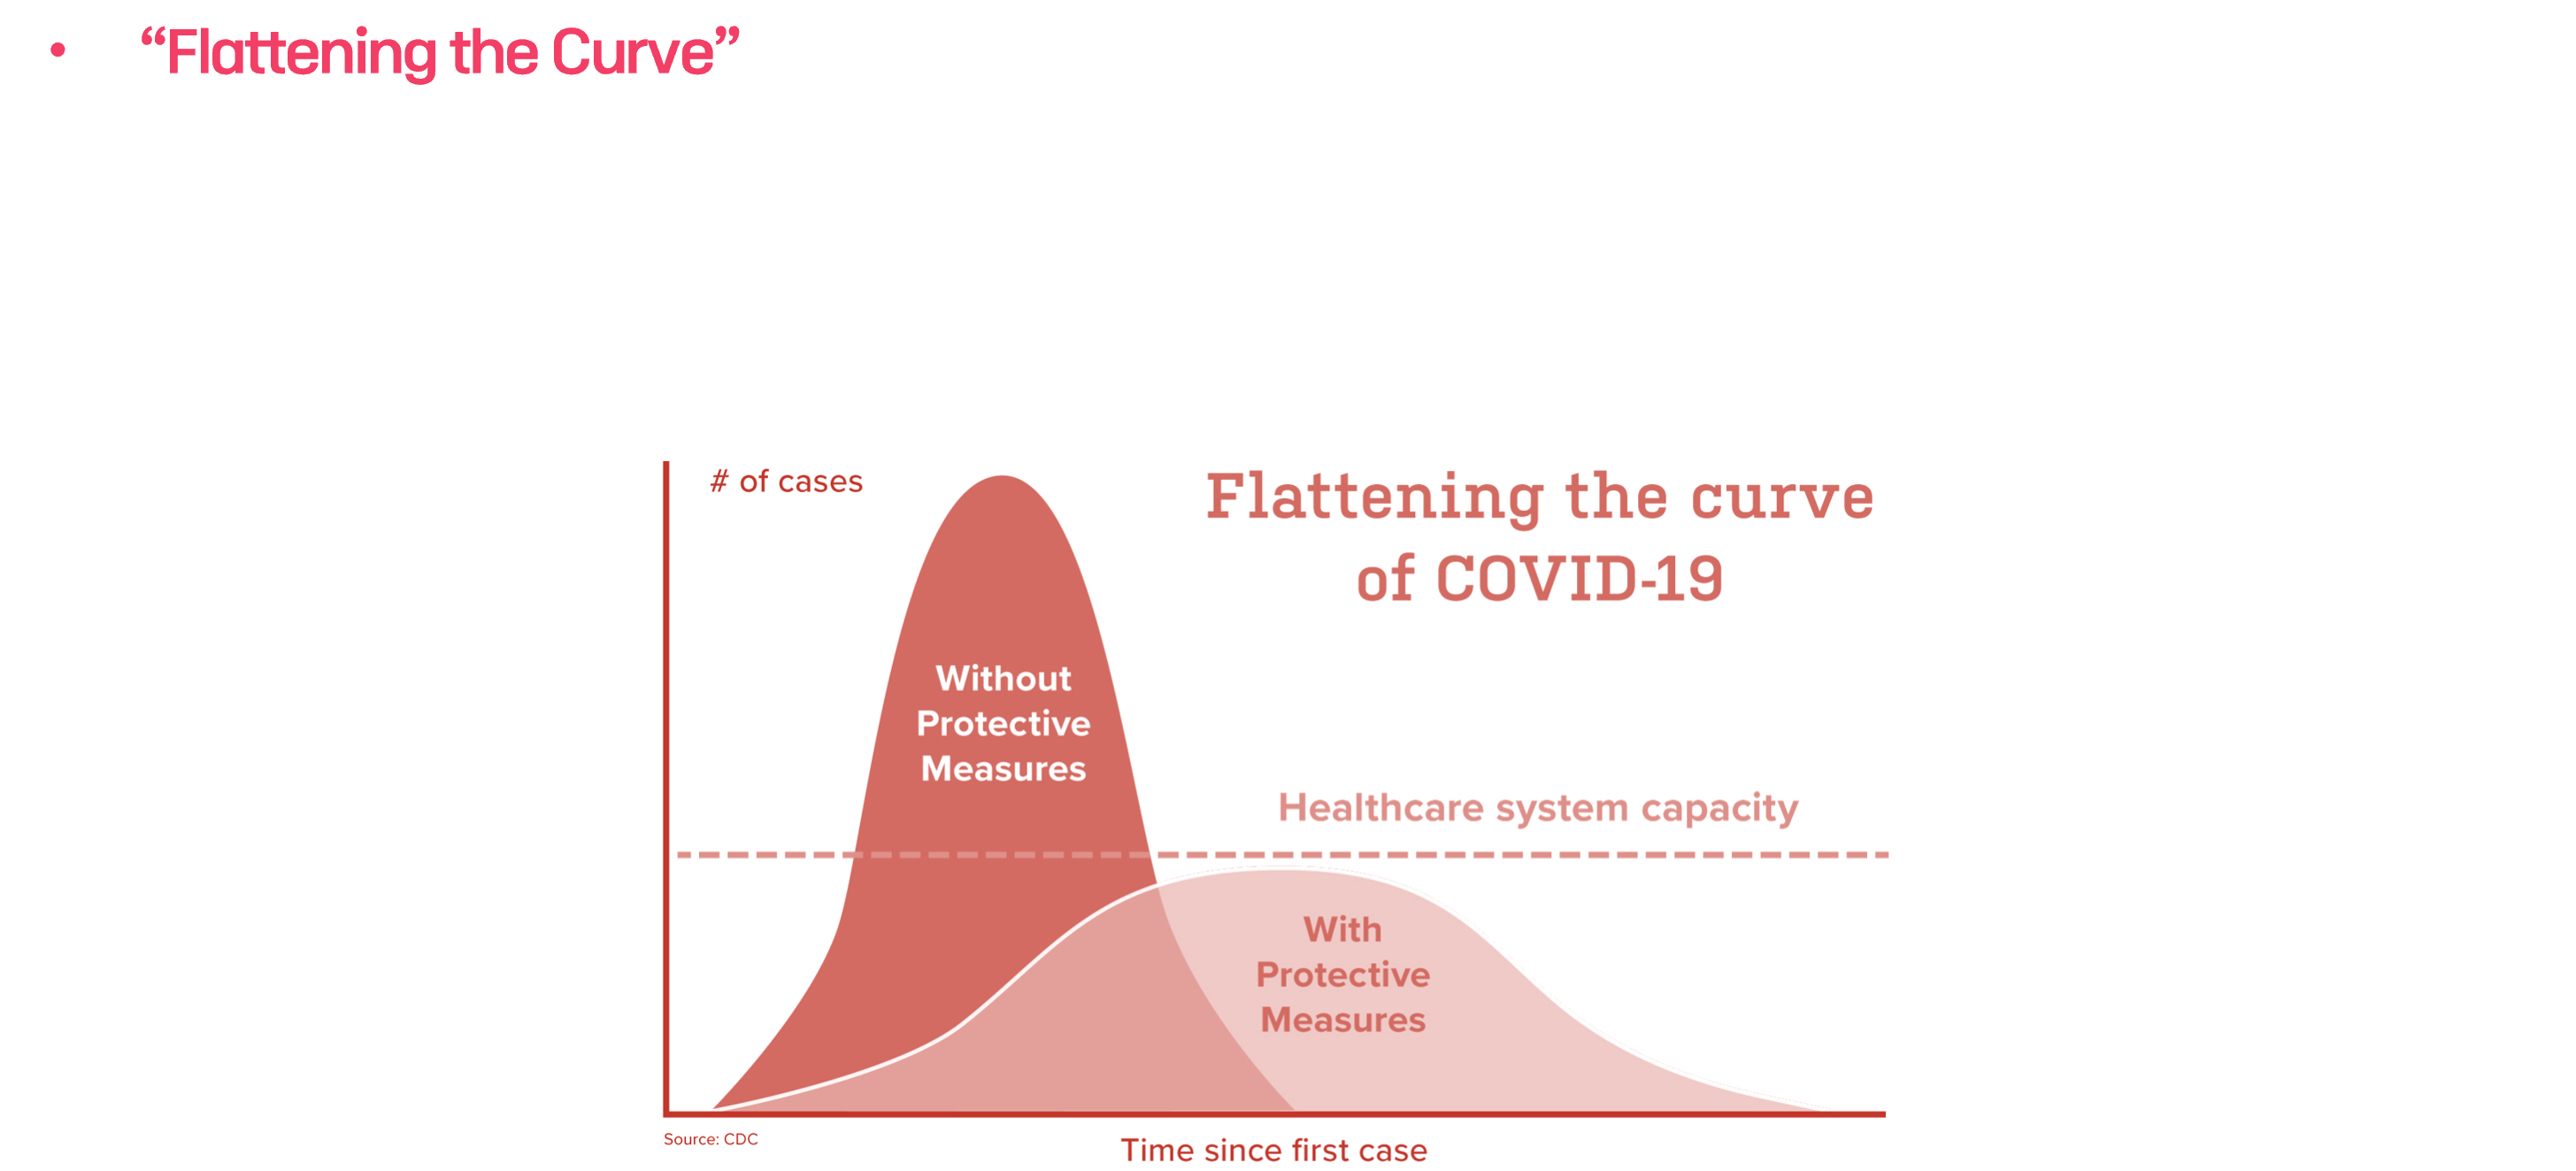 • “Flattening the Curve”
# of cases
Flattening the curve
of COVID-19
Without
Protective
Measures
Healthcare system capacity
With
Protective
Measures
Source: CDC
Time since first case